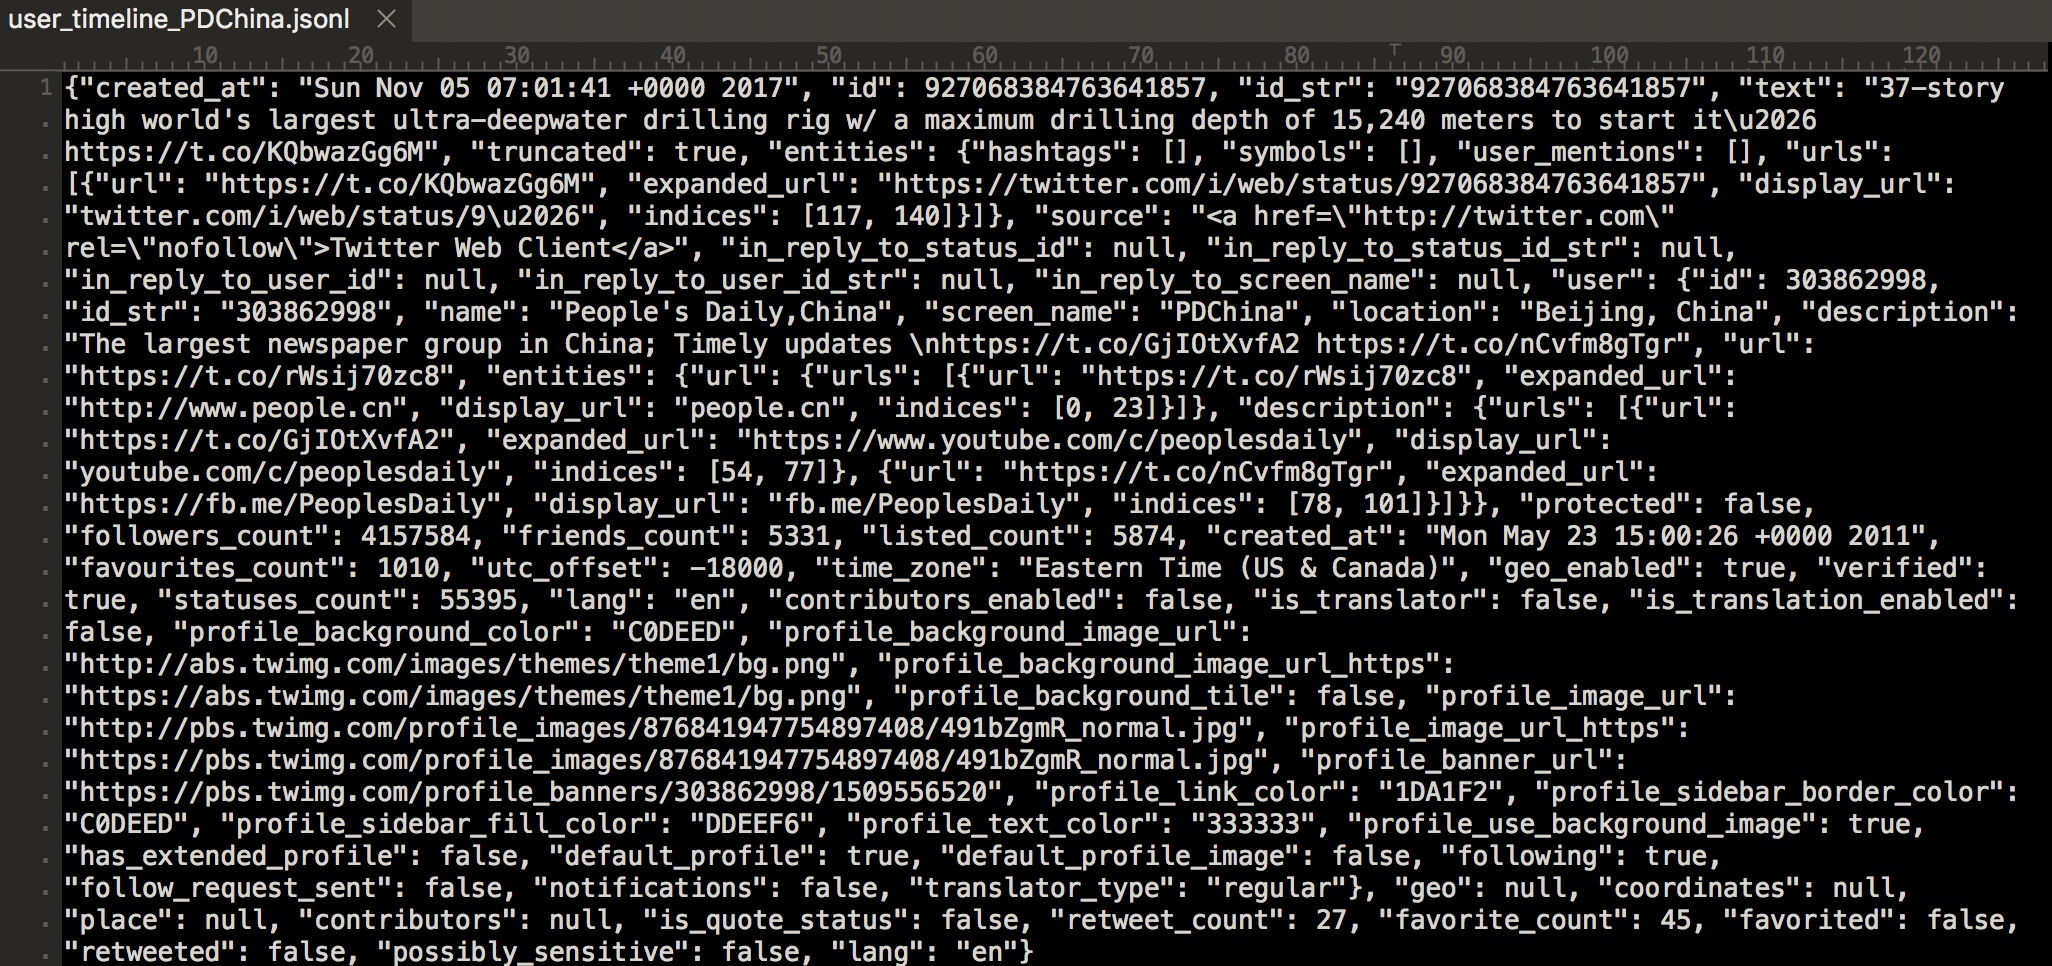 user_timeline_PDChina.jsonl
10 20 30 40 50 60 70 80 90 100 110 120
1 {"created_at": "Sun Nov 05 07:01:41 +0000 2017", "id": 927068384763641857, "id_str": "927068384763641857", "text": "37-story
high world's largest ultra-deepwater drilling rig w/ a maximum drilling depth of 15,240 meters to start it\u2026
https://t.co/KQbwazGg6M", "truncated": true, "entities": {"hashtags": [], "symbols": [], "user_mentions": [], "urls":
[{"url": "https://t.co/KQbwazGg6M", "expanded_url": "https://twitter.com/i/web/status/927068384763641857", "display_url":
"twitter.com/i/web/status/9\u2026", "indices": [117, 140]}]}, "source": "<a href=\"http://twitter.com\"
rel=\"nofollow\">Twitter Web Client</a>", "in_reply_to_status_id": null, "in_reply_to_status_id_str": null,
"in_reply_to_user_id": null, "in_reply_to_user_id_str": null, "in_reply_to_screen_name": null, "user": {"id": 303862998,
"id_str": "303862998", "name": "People's Daily,China", "screen_name": "PDChina", "location": "Beijing, China", "description":
"The largest newspaper group in China; Timely updates \nhttps://t.co/GjIOtXvfA2 https://t.co/nCvfm8gTgr", "url":
"https://t.co/rWsij70zc8", "entities": {"url": {"urls": [{"url": "https://t.co/rWsij70zc8", "expanded_url":
"http://www.people.cn", "display_url": "people.cn", "indices": [0, 23]}]}, "description": {"urls": [{"url":
"https://t.co/GjIOtXvfA2", "expanded_url": "https://www.youtube.com/c/peoplesdaily", "display_url":
"youtube.com/c/peoplesdaily", "indices": [54, 77]}, {"url": "https://t.co/nCvfm8gTgr", "expanded_url":
"https://fb.me/PeoplesDaily", "display_url": "fb.me/PeoplesDaily", "indices": [78, 101]}]}}, "protected": false,
"followers_count": 4157584, "friends_count": 5331, "listed_count": 5874, "created_at": "Mon May 23 15:00:26 +0000 2011",
"favourites_count": 1010, "utc_offset": -18000, "time_zone": "Eastern Time (US & Canada)", "geo_enabled": true, "verified":
true, "statuses_count": 55395, "lang": "en", "contributors_enabled": false, "is_translator": false, "is_translation_enabled":
false, "profile_background_color": "C0DEED", "profile_background_image_url":
"http://abs.twimg.com/images/themes/theme1/bg.png", "profile_background_image_url_https":
"https://abs.twimg.com/images/themes/theme1/bg.png", "profile_background_tile": false, "profile_image_url":
"http://pbs.twimg.com/profile_images/876841947754897408/491bZgmR_normal.jpg", "profile_image_url_https":
"https://pbs.twimg.com/profile_images/876841947754897408/491bZgmR_normal.jpg", "profile_banner_url":
"https://pbs.twimg.com/profile_banners/303862998/1509556520", "profile_link_color": "1DA1F2", "profile_sidebar_border_color":
"C0DEED", "profile_sidebar_fill_color": "DDEEF6", "profile_text_color": "333333", "profile_use_background_image": true,
"has_extended_profile": false, "default_profile": true, "default_profile_image": false, "following": true,
"follow_request_sent": false, "notifications": false, "translator_type": "regular"}, "geo": null, "coordinates": null,
"place": null, "contributors": null, "is_quote_status": false, "retweet_count": 27, "favorite_count": 45, "favorited": false,
"retweeted": false, "possibly_sensitive": false, "lang": "en"}